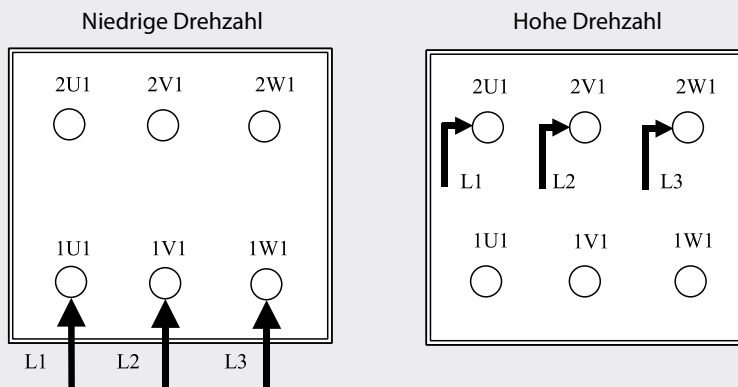 Niedrige Drehzahl
2U1 2V1 2W1
1U1 1V1 1W1
L1 L2 L3
Hohe Drehzahl
2U1 2V1 2W1
L1 L2 L3
1U1 1V1 1W1